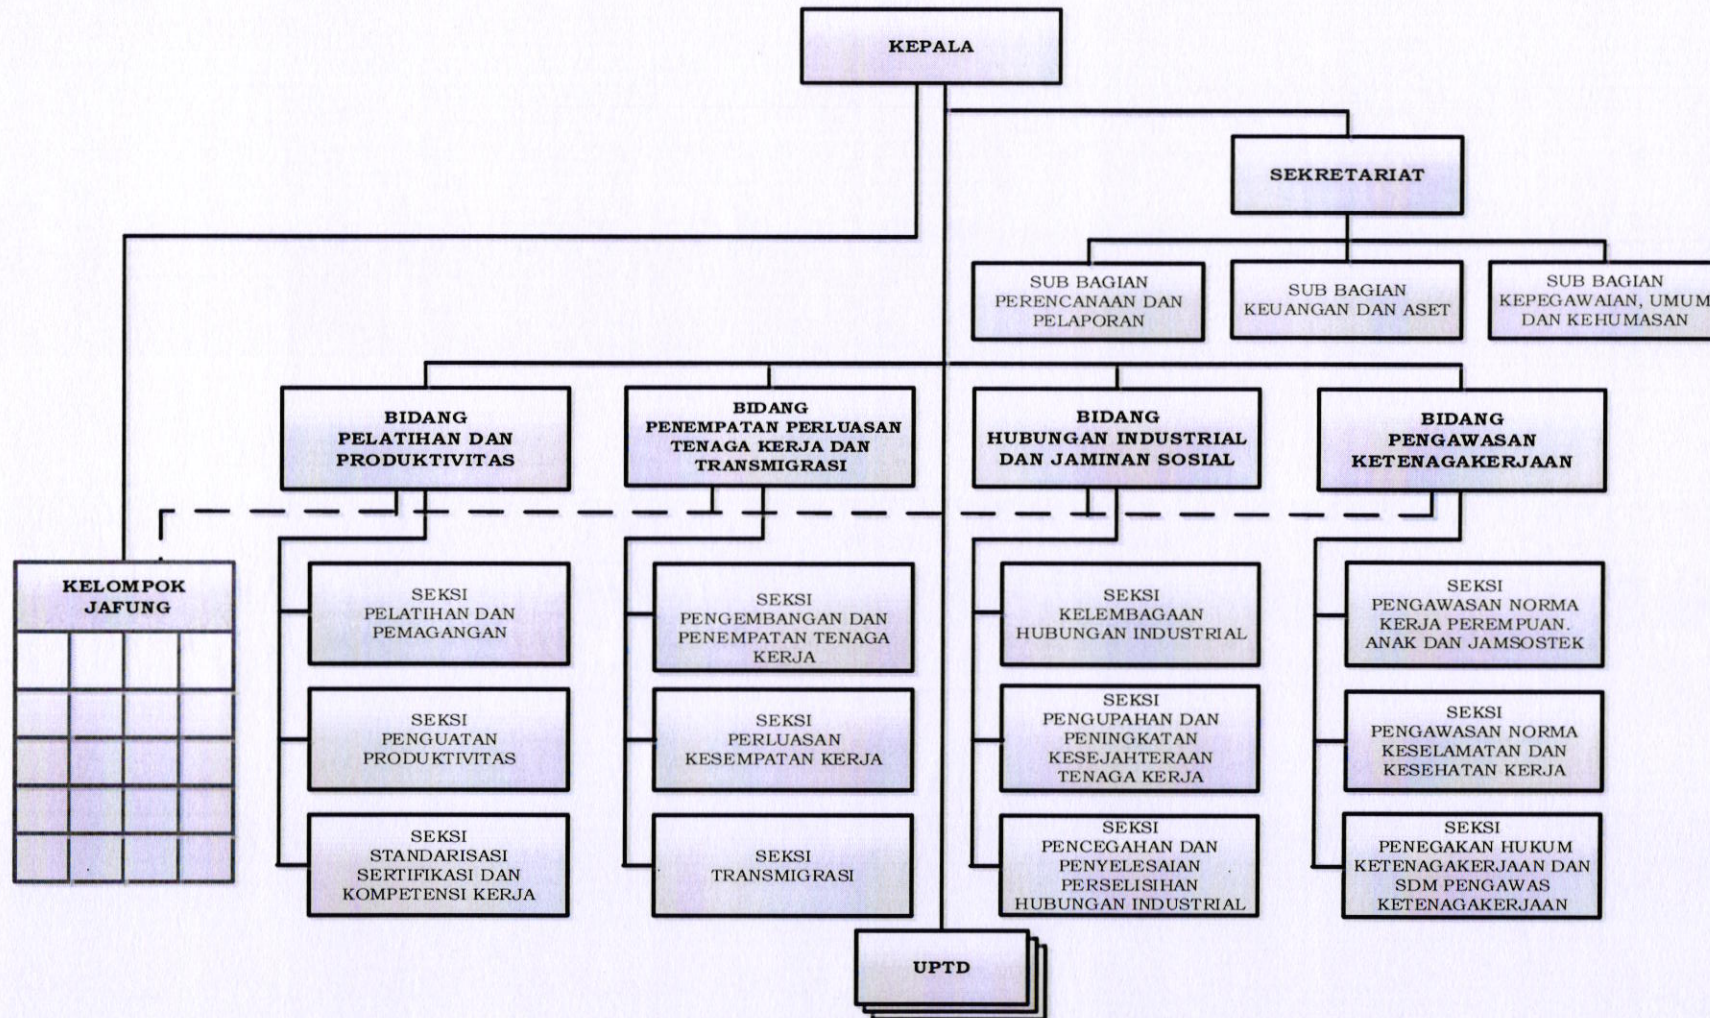 KEPALA
SEKRETARIAT
SUB BAGIAN
PERENCANAAN DAN
PELAPORAN
SUB BAGIAN
KEUANGAN DAN ASET
SUB BAGIAN
KEPEGAWAIAN, UMUM
DAN KEHUMASAN
BIDANG
PELATIHAN DAN
PRODUKTIVITAS
BIDANG
PENEMPATAN PERLUASAN
TENAGA KERJA DAN
TRANSMIGRASI
BIDANG
HUBUNGAN INDUSTRIAL
DAN JAMINAN SOSIAL
BIDANG
PENGAWASAN
KETENAGAKERJAAN
KELOMPOK
JAFUNG
SEKSI
PELATIHAN DAN
PEMAGANGAN
SEKSI
PENGUATAN
PRODUKTIVITAS
SEKSI
STANDARISASI
SERTIFIKASI DAN
KOMPETENSI KERJA
SEKSI
PENGEMBANGAN DAN
PENEMPATAN TENAGA
KERJA
SEKSI
PERLUASAN
KESEMPATAN KERJA
SEKSI
TRANSMIGRASI
SEKSI
KELEMBAGAAN
HUBUNGAN INDUSTRIAL
SEKSI
PENGUPAHAN DAN
PENINGKATAN
KESEJAHTERAAN
TENAGA KERJA
SEKSI
PENCEGAHAN DAN
PENYELESAIAN
PERSELISIHAN
HUBUNGAN INDUSTRIAL
SEKSI
PENGAWASAN NORMA
KERJA PEREMPUAN.
ANAK DAN JAMSOSTEK
SEKSI
PENGAWASAN NORMA
KESELAMATAN DAN
KESEHATAN KERJA
SEKSI
PENEGAKAN HUKUM
KETENAGAKERJAAN DAN
SDM PENGAWAS
KETENAGAKERJAAN
UPTD